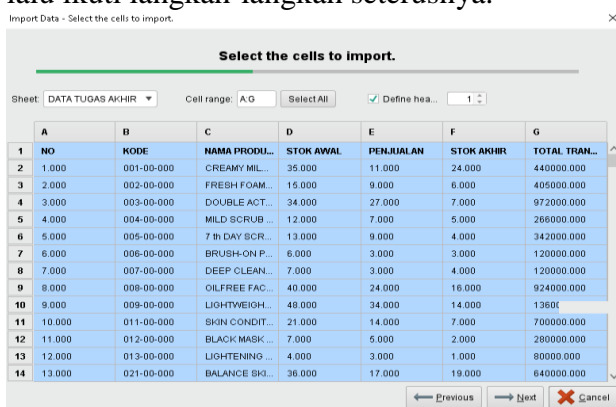 lalu ikuti langkah-langkah seterusnya.
Import Data - Select the cells to import.
Select the cells to import.
Sheet: DATA TUGAS AKHIR Cell range: A:G Select All Define hea... 1
A B C D E F G
1 NO KODE NAMA PRODU... STOK AWAL PENJUALAN STOK AKHIR TOTAL TRAN...
2 1.000 001-00-000 CREAMY MIL... 35.000 11.000 24.000 440000.000
3 2.000 002-00-000 FRESH FOAM... 15.000 9.000 6.000 405000.000
4 3.000 003-00-000 DOUBLE ACT... 34.000 27.000 7.000 972000.000
5 4.000 004-00-000 MILD SCRUB ... 12.000 7.000 5.000 266000.000
6 5.000 005-00-000 7 th DAY SCR... 13.000 9.000 4.000 342000.000
7 6.000 006-00-000 BRUSH-ON P... 6.000 3.000 3.000 120000.000
8 7.000 007-00-000 DEEP CLEAN... 7.000 3.000 4.000 120000.000
9 8.000 008-00-000 OILFREE FAC... 40.000 24.000 16.000 924000.000
10 9.000 009-00-000 LIGHTWEIGH... 48.000 34.000 14.000 13600
11 10.000 011-00-000 SKIN CONDIT... 21.000 14.000 7.000 700000.000
12 11.000 012-00-000 BLACK MASK ... 7.000 5.000 2.000 280000.000
13 12.000 013-00-000 LIGHTENING ... 4.000 3.000 1.000 80000.000
14 13.000 021-00-000 BALANCE SKI... 36.000 17.000 19.000 640000.000
Previous Next Cancel